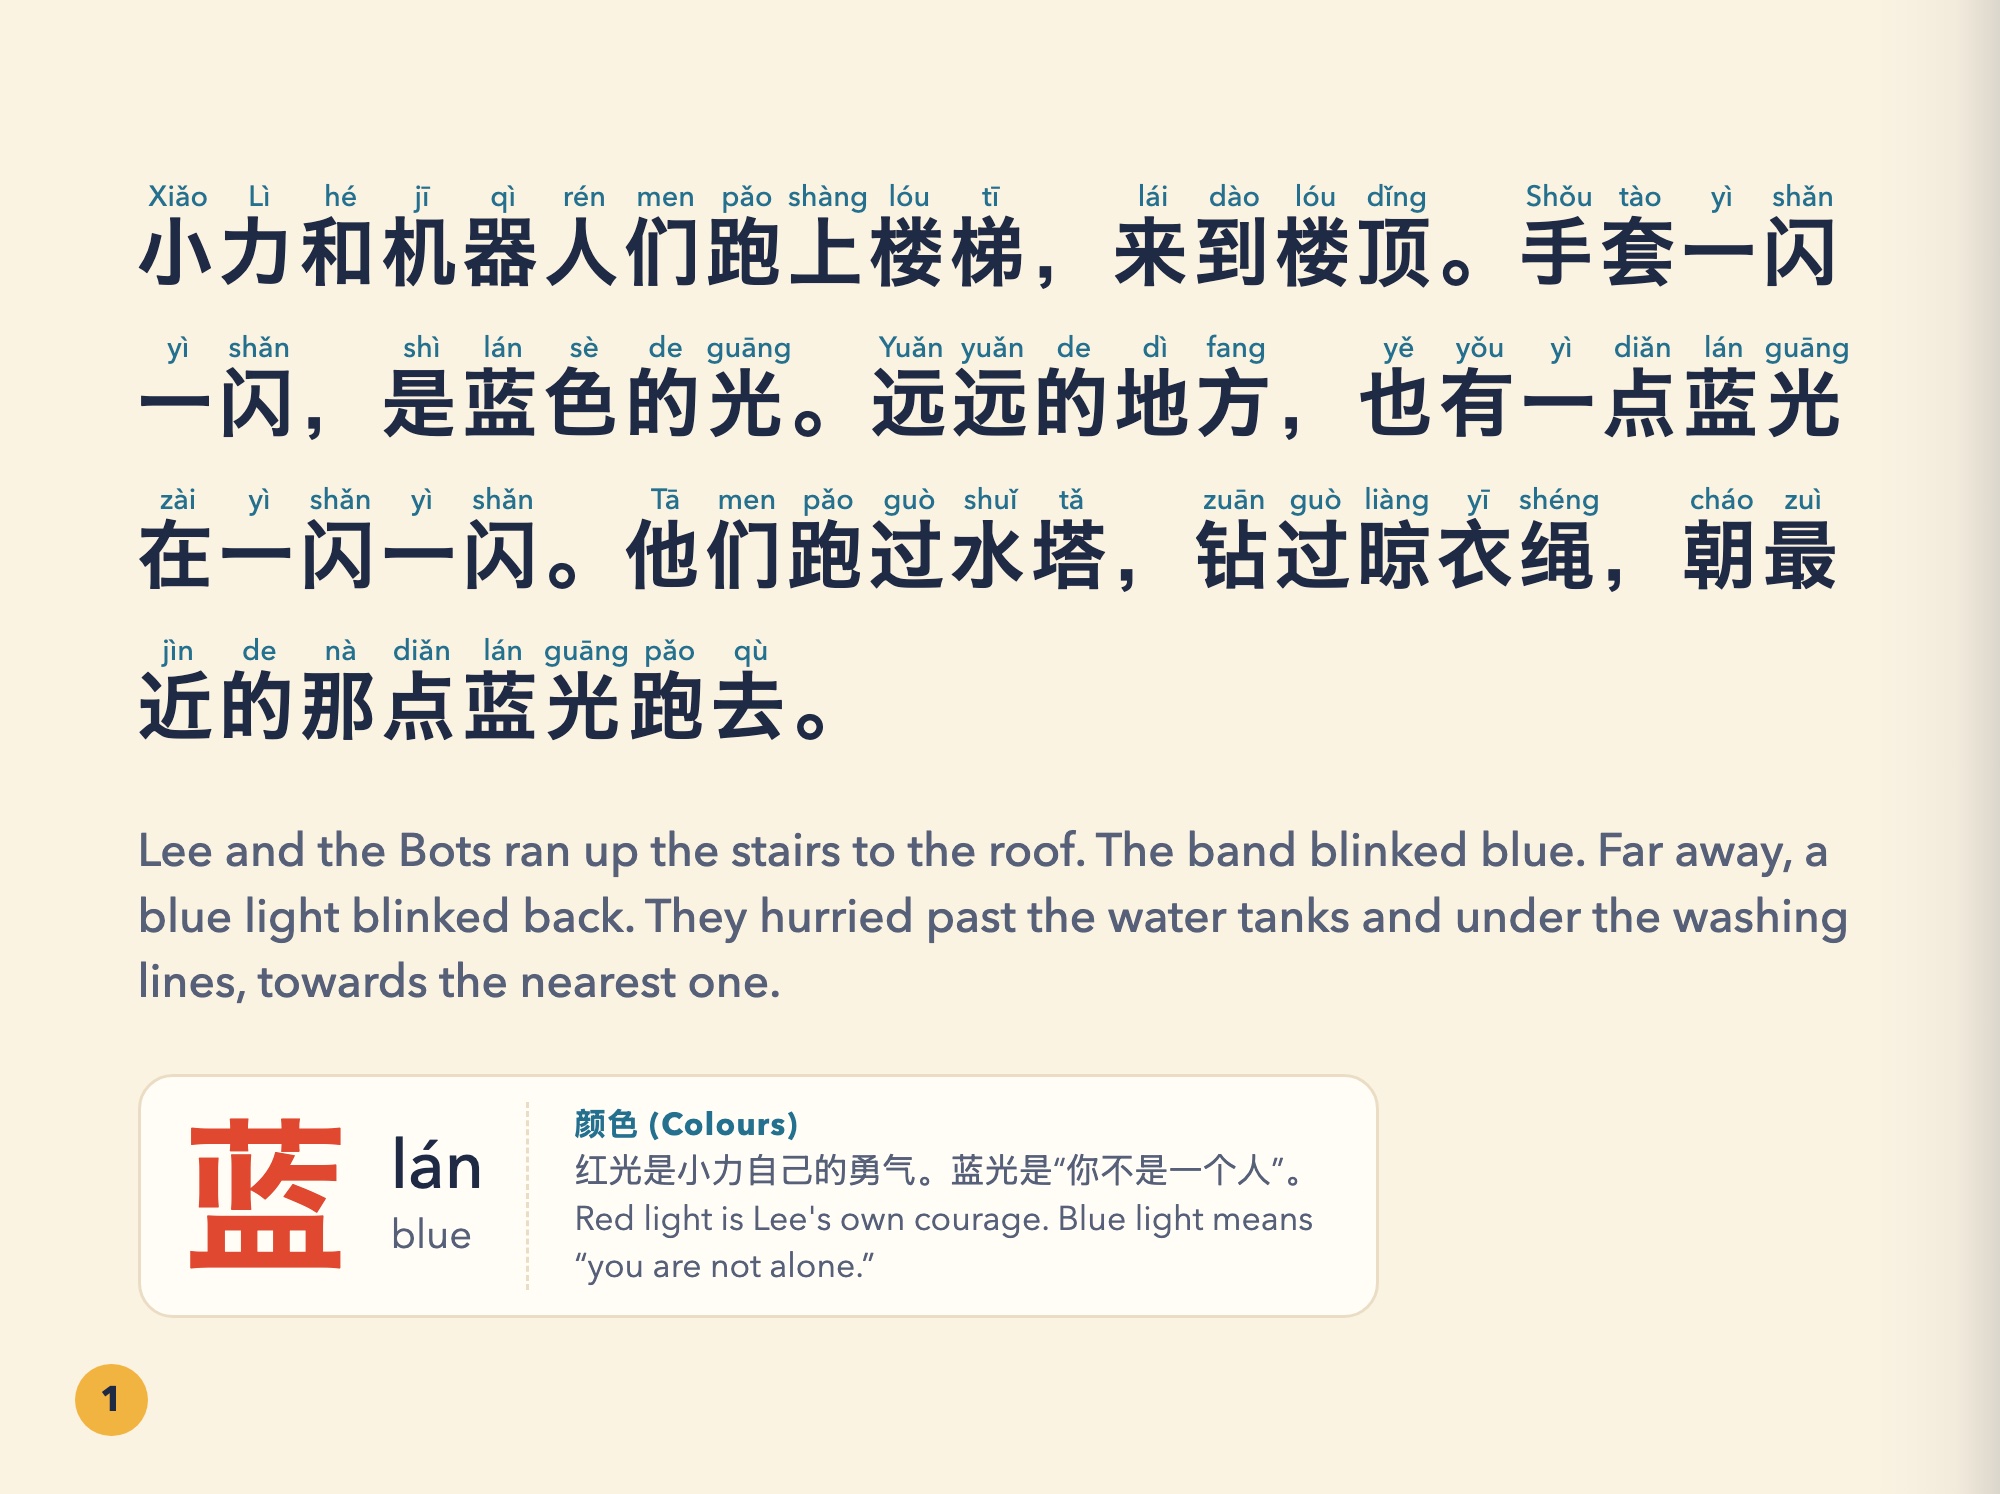 Xiǎo Lì hé jī qì rén men pǎo shàng lóu tī lái dào lóu dǐng Shǒu tào yì shǎn
小力和机器人们跑上楼梯，来到楼顶。手套一闪
yì shǎn shì lán sè de guāng Yuǎn yuǎn de dì fang yě yǒu yì diǎn lán guāng
一闪，是蓝色的光。远远的地方，也有一点蓝光
zài yì shǎn yì shǎn Tā men pǎo guò shuǐ tǎ zuān guò liàng yī shéng cháo zuì
在一闪一闪。他们跑过水塔，钻过晾衣绳，朝最
jìn de nà diǎn lán guāng pǎo qù
近的那点蓝光跑去。
Lee and the Bots ran up the stairs to the roof. The band blinked blue. Far away, a
blue light blinked back. They hurried past the water tanks and under the washing
lines, towards the nearest one.
蓝
lán
blue
颜色 (Colours)
红光是小力自己的勇气。蓝光是“你不是一个人”。
Red light is Lee's own courage. Blue light means
“you are not alone.”
1